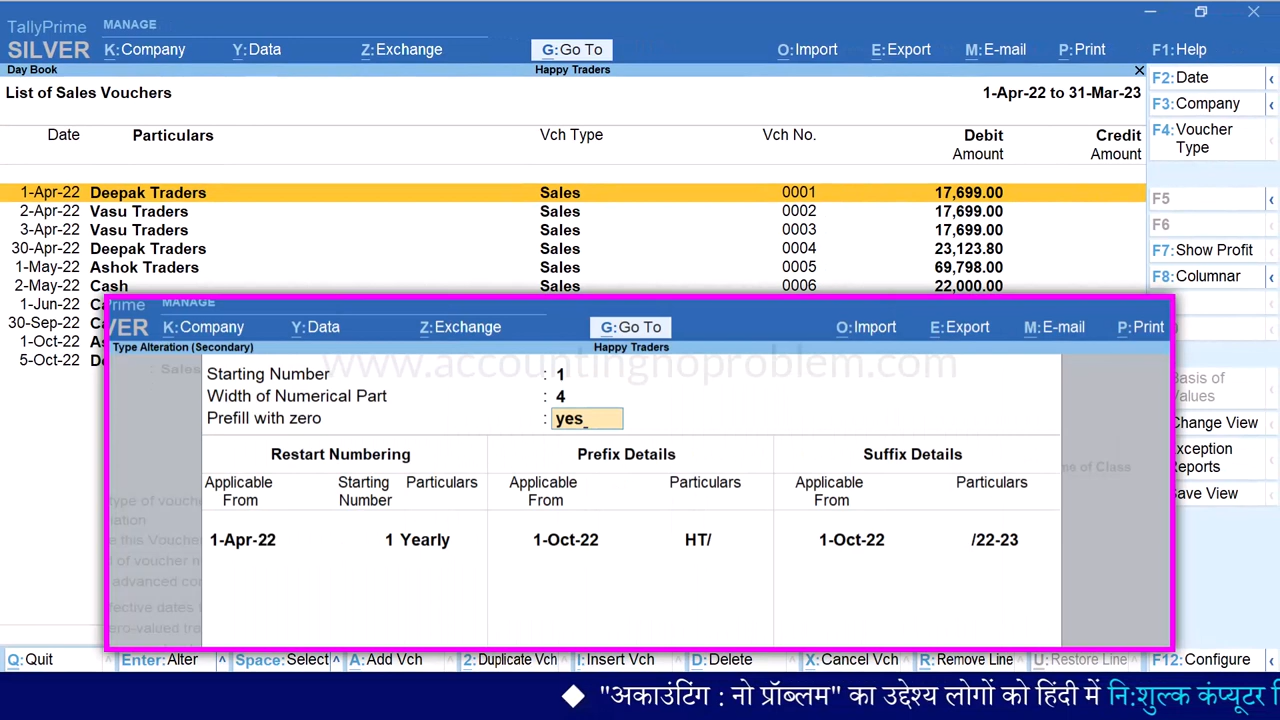 TallyPrime MANAGE
SILVER K:Company Y:Data Z:Exchange G:Go To O:Import E:Export M:E-mail P:Print F1:Help
Day Book Happy Traders
List of Sales Vouchers 1-Apr-22 to 31-Mar-23
Date Particulars Vch Type Vch No. Debit Credit
Amount Amount
1-Apr-22 Deepak Traders Sales 0001 17,699.00
2-Apr-22 Vasu Traders Sales 0002 17,699.00
3-Apr-22 Vasu Traders Sales 0003 17,699.00
30-Apr-22 Deepak Traders Sales 0004 23,123.80
1-May-22 Ashok Traders Sales 0005 69,798.00
2-May-22 Cash Sales 0006 22,000.00
1-Jun-22
30-Sep-22
1-Oct-22
5-Oct-22
F2:Date
F3:Company
F4:Voucher
Type
F5
F6
F7:Show Profit
F8:Columnar
Basis of
Values
Change View
Exception
Reports
Save View
Prime MANAGE
VER K:Company Y:Data Z:Exchange G:Go To O:Import E:Export M:E-mail P:Print
Type Alteration (Secondary) Happy Traders
www.accountingnoproblem.com
Starting Number : 1
Width of Numerical Part : 4
Prefill with zero : yes
Restart Numbering Prefix Details Suffix Details
Applicable Starting Particulars Applicable Particulars Applicable Particulars
From Number From From
1-Apr-22 1 Yearly 1-Oct-22 HT/ 1-Oct-22 /22-23
Q:Quit Enter:Alter Space:Select A:Add Vch 2:Duplicate Vch I:Insert Vch D:Delete X:Cancel Vch R:Remove Line U:Restore Line F12:Configure
"अकाउंटिंग : नो प्रॉब्लम" का उद्देश्य लोगों को हिंदी में नि:शुल्क कंप्यूटर